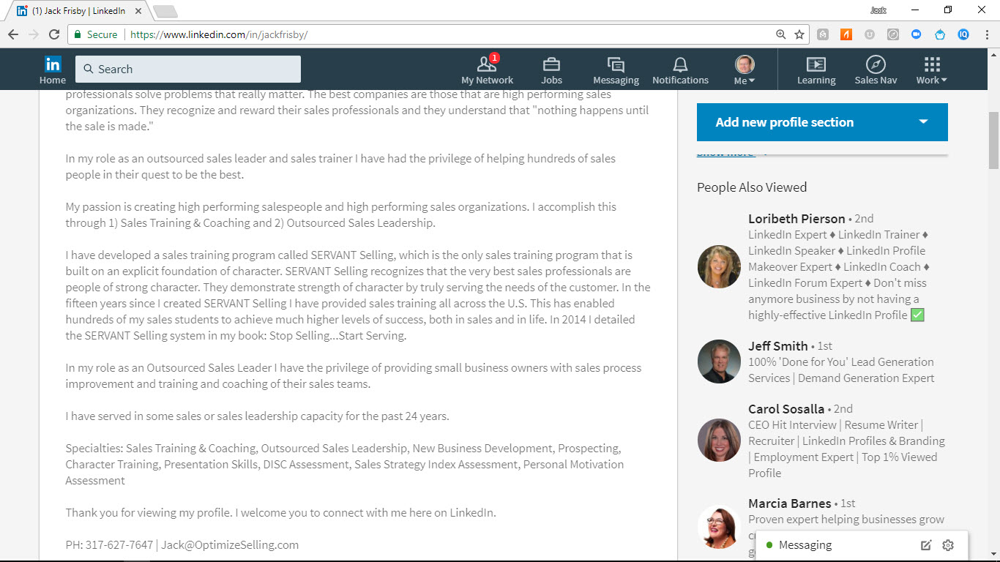 (1) Jack Frisby | LinkedIn
Jack
Secure
https://www.linkedin.com/in/jackfrisby/
in
Home
Search
1
My Network
Jobs
Messaging
Notifications
Me
Learning
Sales Nav
Work
professionals solve problems that really matter. The best companies are those that are high performing sales
organizations. They recognize and reward their sales professionals and they understand that "nothing happens until
the sale is made."
In my role as an outsourced sales leader and sales trainer I have had the privilege of helping hundreds of sales
people in their quest to be the best.
My passion is creating high performing salespeople and high performing sales organizations. I accomplish this
through 1) Sales Training & Coaching and 2) Outsourced Sales Leadership.
I have developed a sales training program called SERVANT Selling, which is the only sales training program that is
built on an explicit foundation of character. SERVANT Selling recognizes that the very best sales professionals are
people of strong character. They demonstrate strength of character by truly serving the needs of the customer. In the
fifteen years since I created SERVANT Selling I have provided sales training all across the U.S. This has enabled
hundreds of my sales students to achieve much higher levels of success, both in sales and in life. In 2014 I detailed
the SERVANT Selling system in my book: Stop Selling...Start Serving.
In my role as an Outsourced Sales Leader I have the privilege of providing small business owners with sales process
improvement and training and coaching of their sales teams.
I have served in some sales or sales leadership capacity for the past 24 years.
Specialties: Sales Training & Coaching, Outsourced Sales Leadership, New Business Development, Prospecting,
Character Training, Presentation Skills, DISC Assessment, Sales Strategy Index Assessment, Personal Motivation
Assessment
Thank you for viewing my profile. I welcome you to connect with me here on LinkedIn.
PH: 317-627-7647 | Jack@OptimizeSelling.com
Add new profile section
Show more
People Also Viewed
Loribeth Pierson • 2nd
LinkedIn Expert ♦ LinkedIn Trainer ♦
LinkedIn Speaker ♦ LinkedIn Profile
Makeover Expert ♦ LinkedIn Coach ♦
LinkedIn Forum Expert ♦ Don't miss
anymore business by not having a
highly-effective LinkedIn Profile ✅
Jeff Smith • 1st
100% 'Done for You' Lead Generation
Services | Demand Generation Expert
Carol Sosalla • 2nd
CEO Hit Interview | Resume Writer |
Recruiter | LinkedIn Profiles & Branding
| Employment Expert | Top 1% Viewed
Profile
Marcia Barnes • 1st
Proven expert helping businesses grow
Messaging